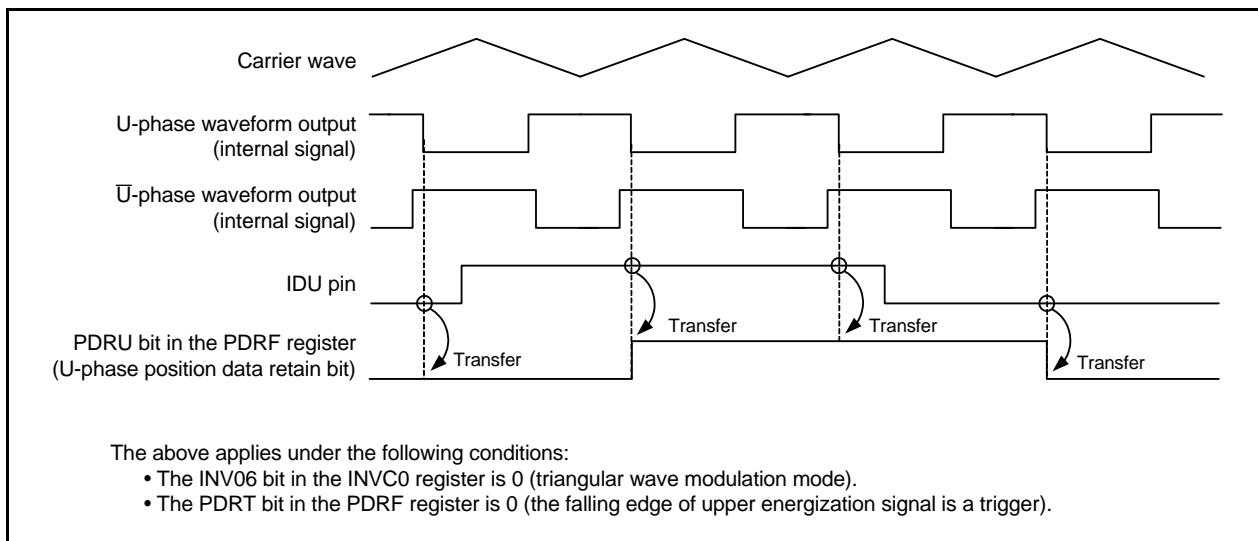 Carrier wave
U-phase waveform output
(internal signal)
U̅-phase waveform output
(internal signal)
IDU pin
Transfer
Transfer
PDRU bit in the PDRF register
(U-phase position data retain bit)
Transfer
Transfer
The above applies under the following conditions:
• The INV06 bit in the INVC0 register is 0 (triangular wave modulation mode).
• The PDRT bit in the PDRF register is 0 (the falling edge of upper energization signal is a trigger).